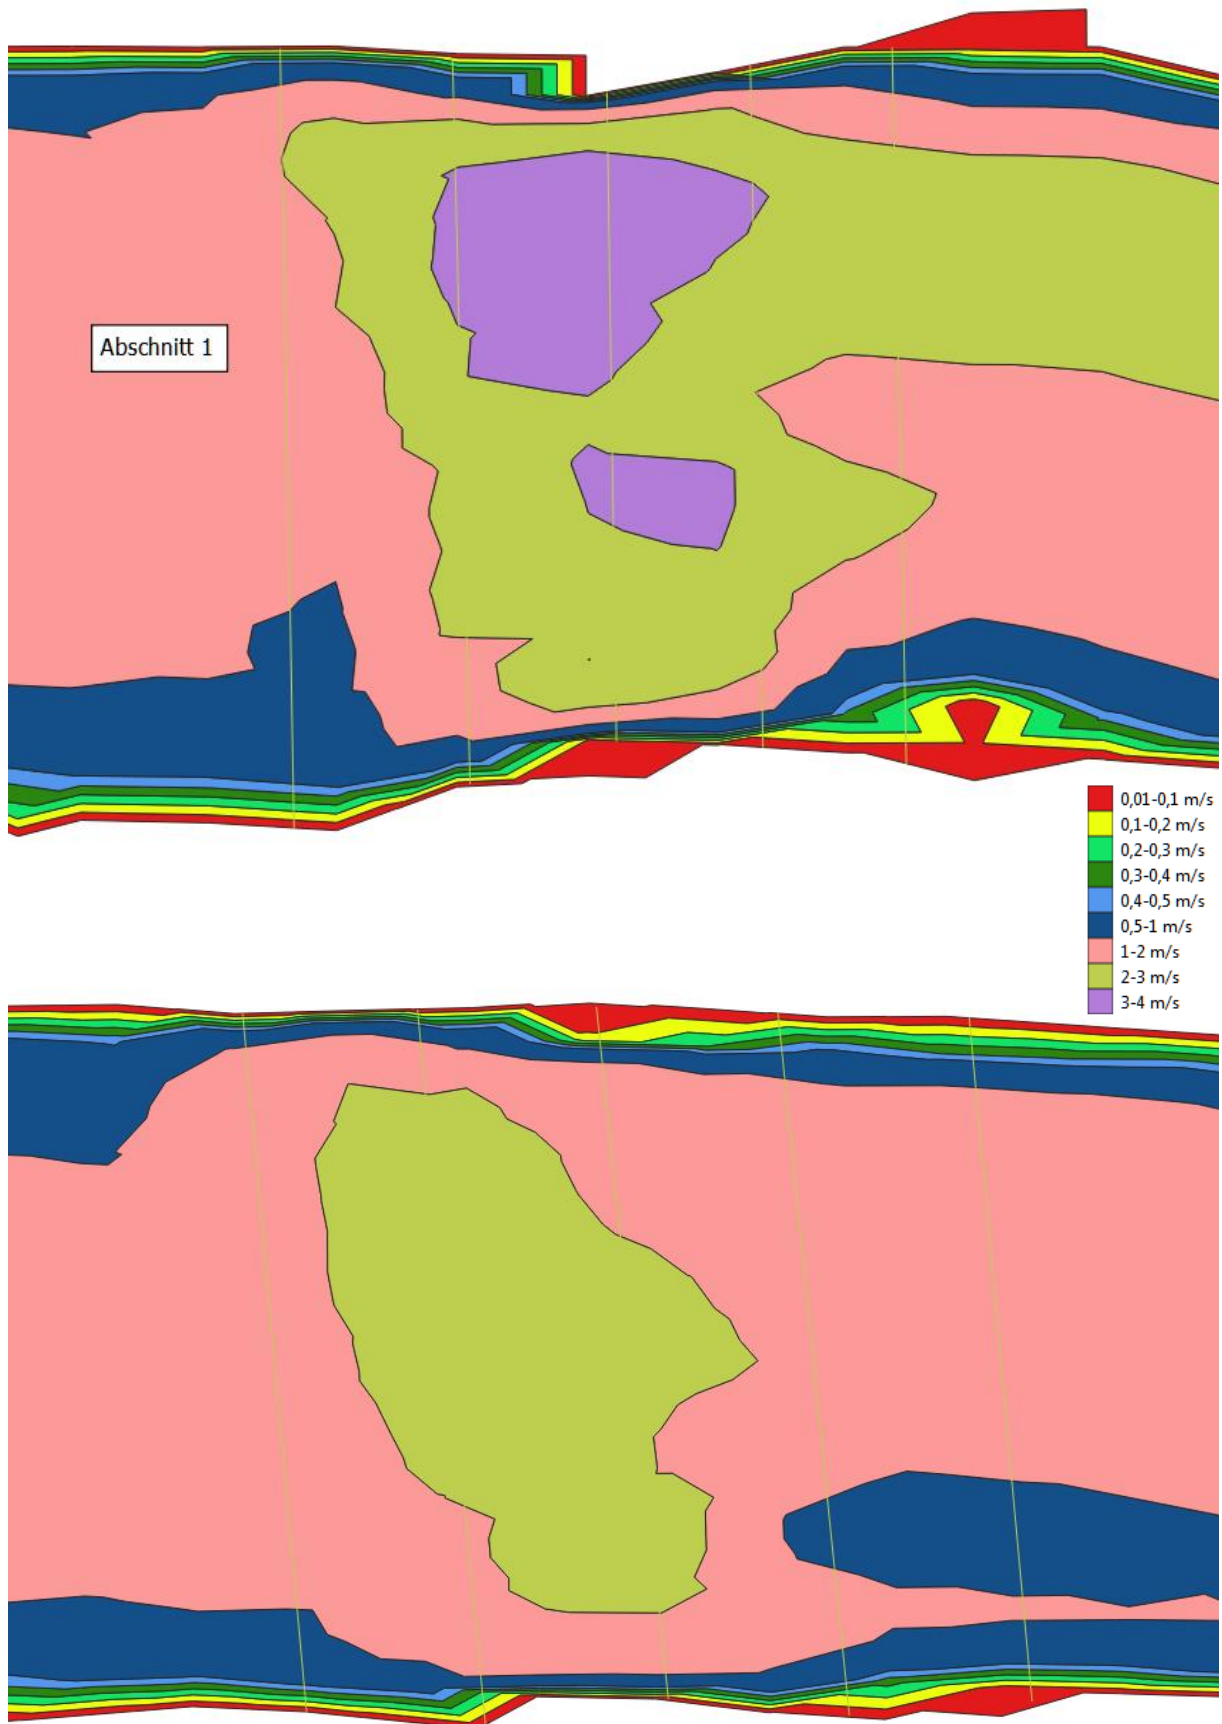 Abschnitt 1
0,01-0,1 m/s
0,1-0,2 m/s
0,2-0,3 m/s
0,3-0,4 m/s
0,4-0,5 m/s
0,5-1 m/s
1-2 m/s
2-3 m/s
3-4 m/s